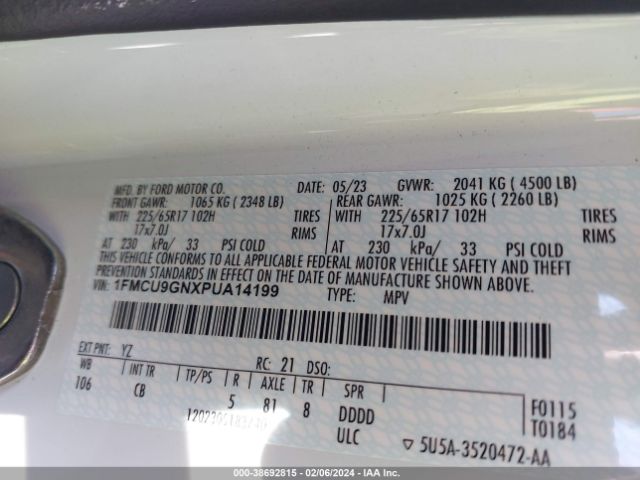 MFD. BY FORD MOTOR CO. DATE: 05/23 GVWR: 2041 KG ( 4500 LB)
FRONT GAWR: 1065 KG ( 2348 LB) REAR GAWR: 1025 KG ( 2260 LB)
WITH 225/65R17 102H TIRES WITH 225/65R17 102H TIRES
17x7.0J RIMS 17x7.0J RIMS
AT 230 kPa/ 33 PSI COLD AT 230 kPa/ 33 PSI COLD
THIS VEHICLE CONFORMS TO ALL APPLICABLE FEDERAL MOTOR VEHICLE SAFETY AND THEFT
PREVENTION STANDARDS IN EFFECT ON THE DATE OF MANUFACTURE SHOWN ABOVE.
VIN: 1FMCU9GNXPUA14199 TYPE: MPV
EXT PNT: YZ RC: 21 DSO:
WB INT TR TP/PS R AXLE TR SPR
106 CB 5 81 8 DDDD F0115
T0184
ULC 5U5A-3520472-AA
000-38692815 - 02/06/2024 - IAA Inc.